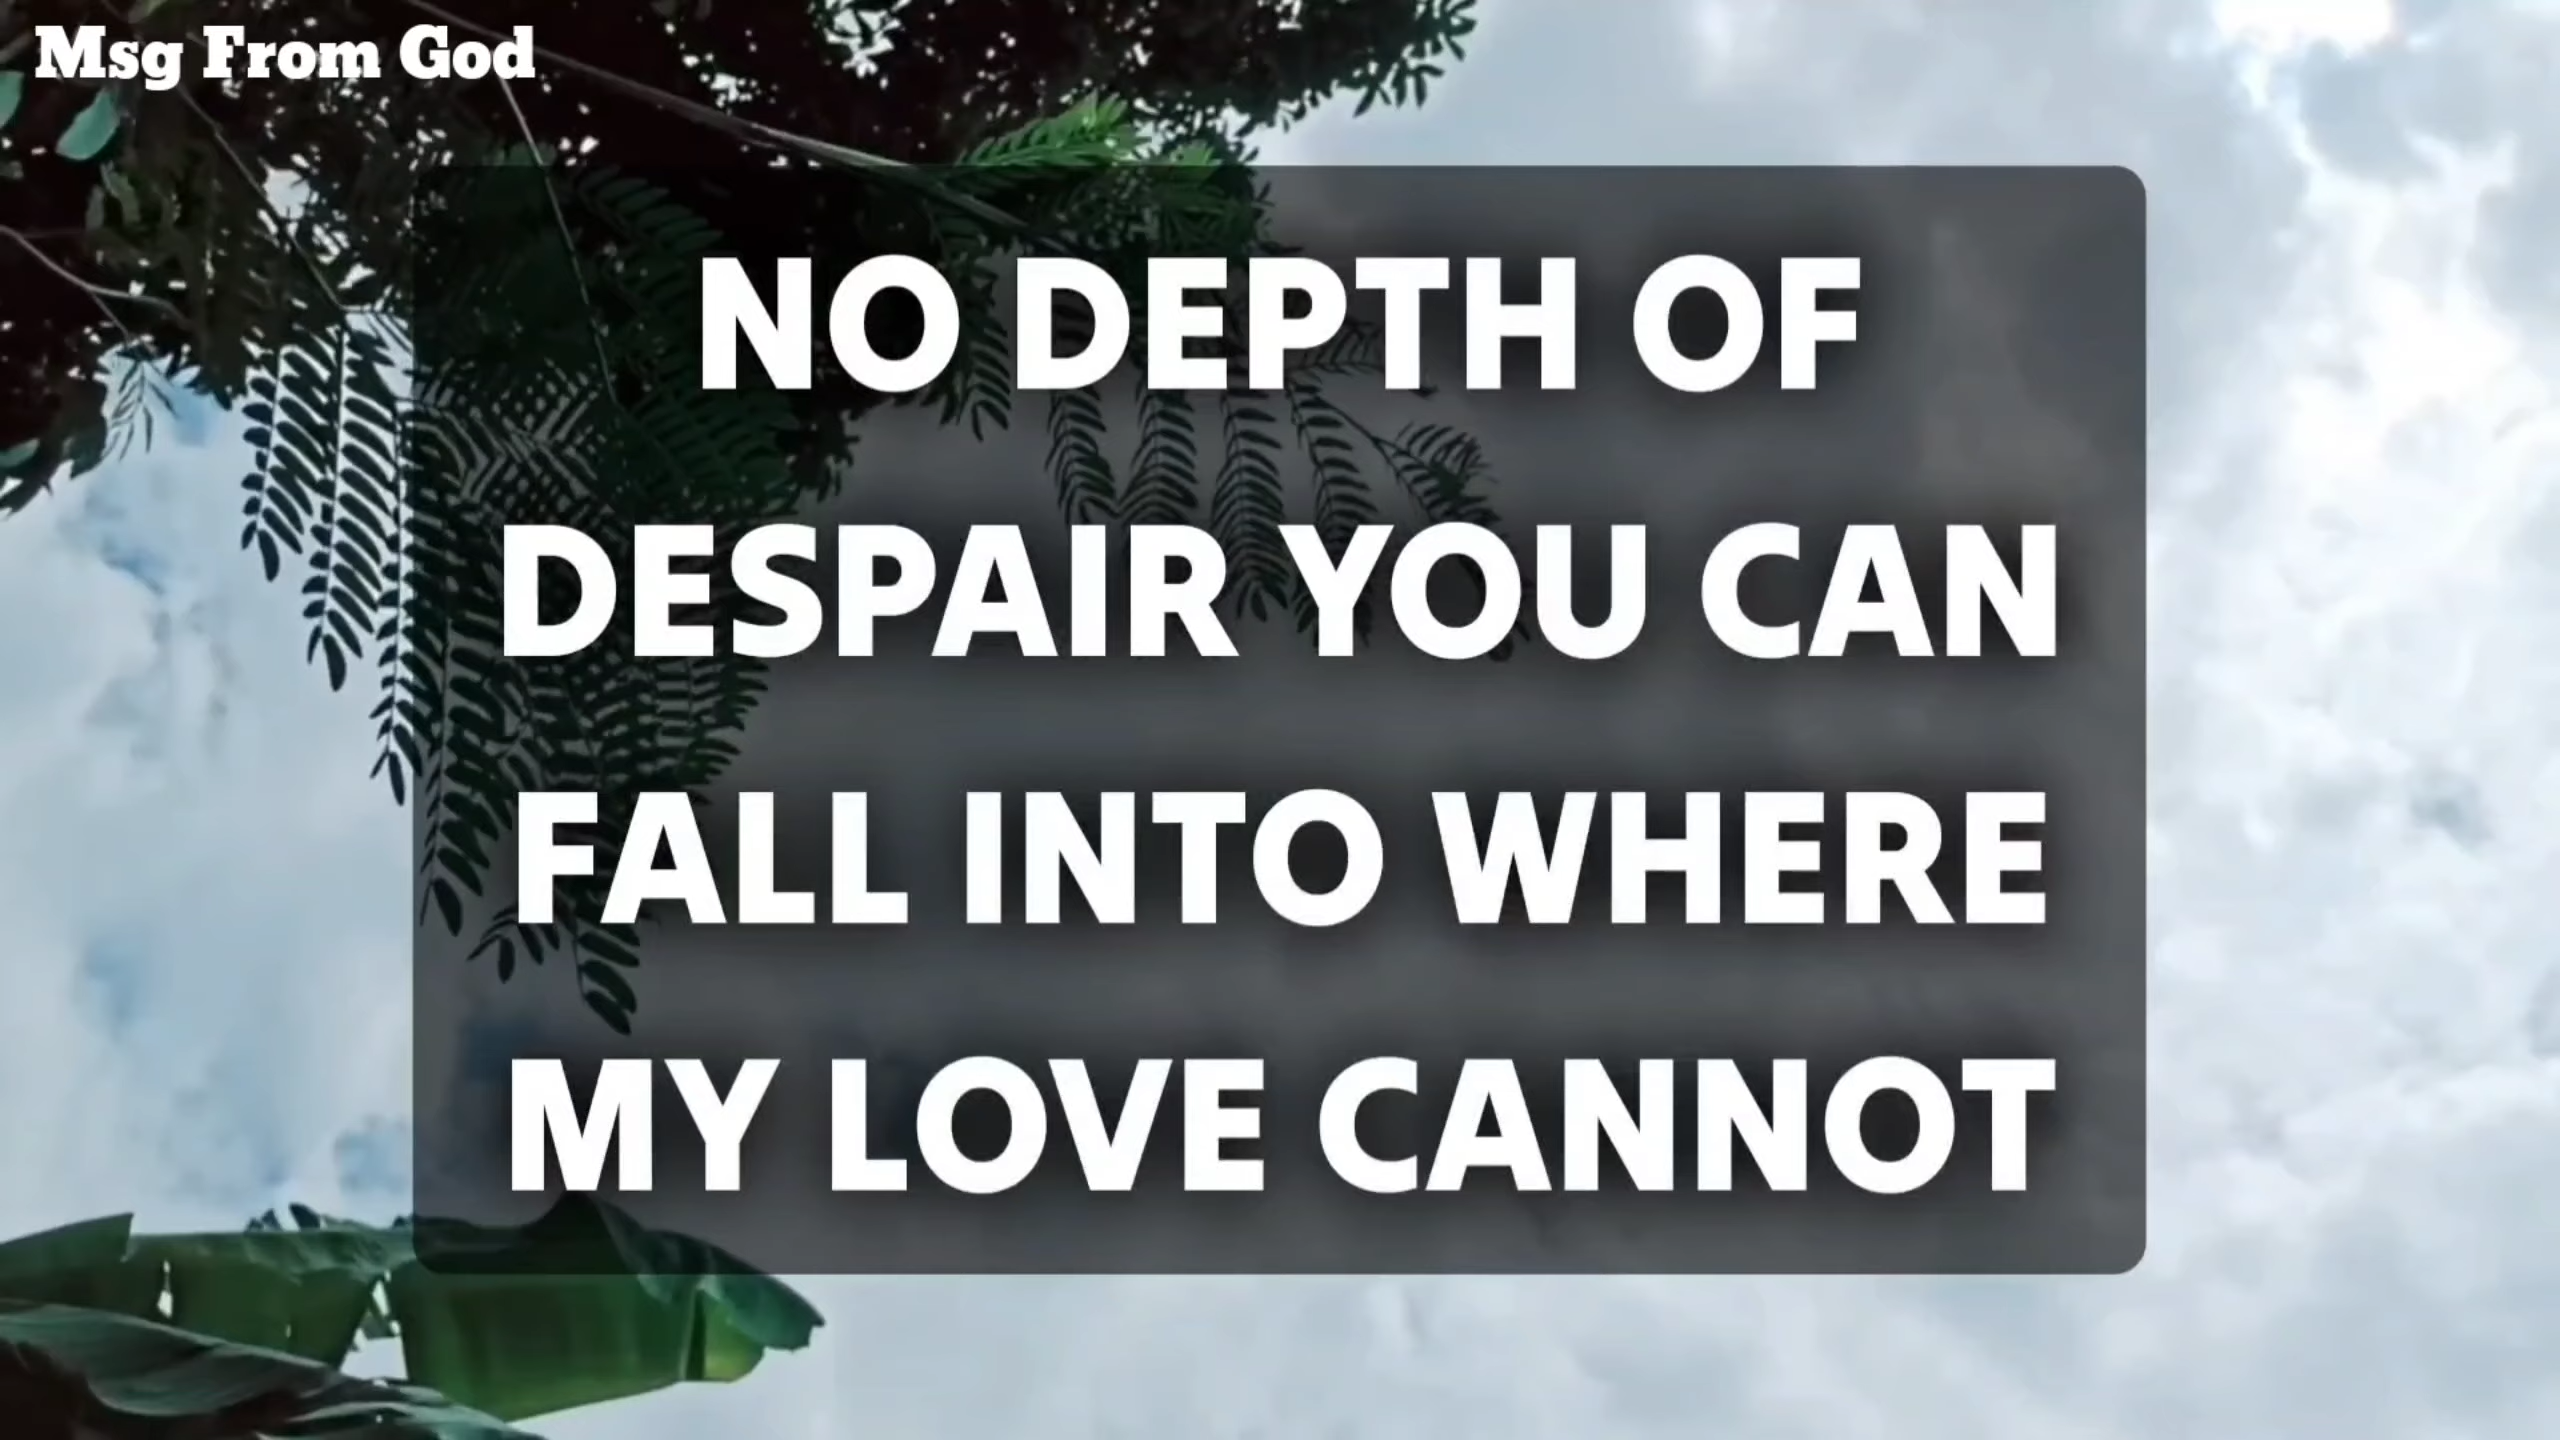 Msg From God
NO DEPTH OF
DESPAIR YOU CAN
FALL INTO WHERE
MY LOVE CANNOT